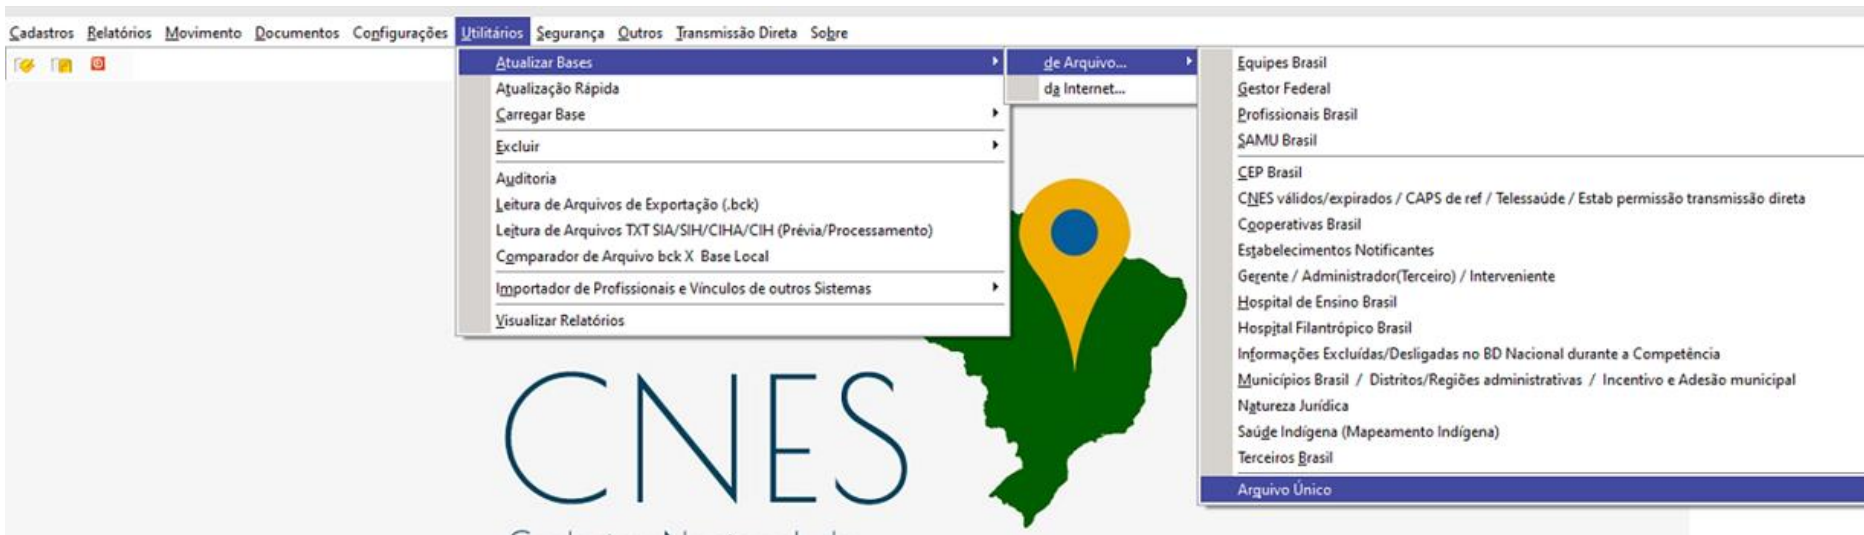 Cadastros Relatórios Movimento Documentos Configurações Utilitários Segurança Outros Transmissão Direta Sobre
Atualizar Bases
Atualização Rápida
Carregar Base
Excluir
Auditoria
Leitura de Arquivos de Exportação (.bck)
Leitura de Arquivos TXT SIA/SIH/CIHA/CIH (Prévia/Processamento)
Comparador de Arquivo bck X Base Local
Importador de Profissionais e Vínculos de outros Sistemas
Visualizar Relatórios
de Arquivo...
da Internet...
Equipes Brasil
Gestor Federal
Profissionais Brasil
SAMU Brasil
CEP Brasil
CNES válidos/expirados / CAPS de ref / Telessaúde / Estab permissão transmissão direta
Cooperativas Brasil
Estabelecimentos Notificantes
Gerente / Administrador(Terceiro) / Interveniente
Hospital de Ensino Brasil
Hospital Filantrópico Brasil
Informações Excluídas/Desligadas no BD Nacional durante a Competência
Municípios Brasil / Distritos/Regiões administrativas / Incentivo e Adesão municipal
Natureza Jurídica
Saúde Indígena (Mapeamento Indígena)
Terceiros Brasil
Arquivo Único
CNES